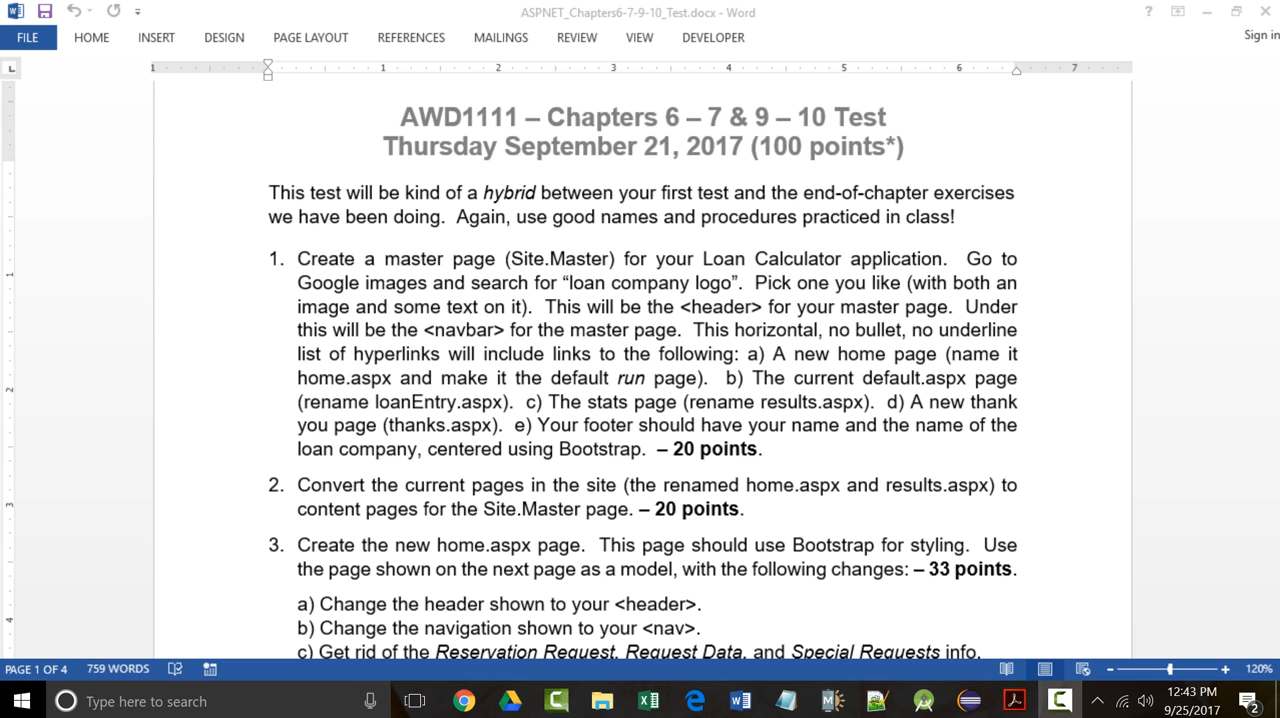 ASPNET_Chapters6-7-9-10_Test.docx - Word
?
FILE HOME INSERT DESIGN PAGE LAYOUT REFERENCES MAILINGS REVIEW VIEW DEVELOPER Sign in
1 1 2 3 4 5 6 7
AWD1111 – Chapters 6 – 7 & 9 – 10 Test
Thursday September 21, 2017 (100 points*)
This test will be kind of a hybrid between your first test and the end-of-chapter exercises
we have been doing. Again, use good names and procedures practiced in class!
1. Create a master page (Site.Master) for your Loan Calculator application. Go to
Google images and search for “loan company logo”. Pick one you like (with both an
image and some text on it). This will be the <header> for your master page. Under
this will be the <navbar> for the master page. This horizontal, no bullet, no underline
list of hyperlinks will include links to the following: a) A new home page (name it
home.aspx and make it the default run page). b) The current default.aspx page
(rename loanEntry.aspx). c) The stats page (rename results.aspx). d) A new thank
you page (thanks.aspx). e) Your footer should have your name and the name of the
loan company, centered using Bootstrap. – 20 points.
2. Convert the current pages in the site (the renamed home.aspx and results.aspx) to
content pages for the Site.Master page. – 20 points.
3. Create the new home.aspx page. This page should use Bootstrap for styling. Use
the page shown on the next page as a model, with the following changes: – 33 points.
a) Change the header shown to your <header>.
b) Change the navigation shown to your <nav>.
c) Get rid of the Reservation Request, Request Data, and Special Requests info.
1
2
3
4
PAGE 1 OF 4 759 WORDS 120%
Type here to search
12:43 PM
9/25/2017
2